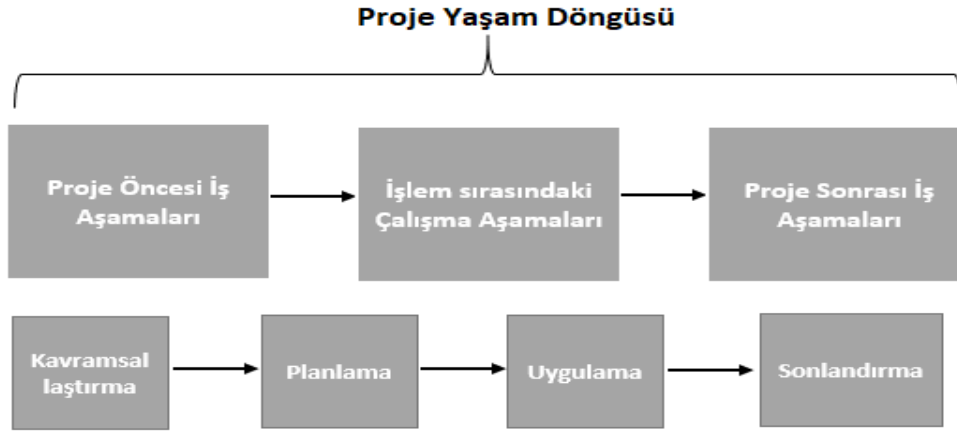 Proje Yaşam Döngüsü
Proje Öncesi İş
Aşamaları
İşlem sırasındaki
Çalışma Aşamaları
Proje Sonrası İş
Aşamaları
Kavramsal
laştırma
Planlama
Uygulama
Sonlandırma